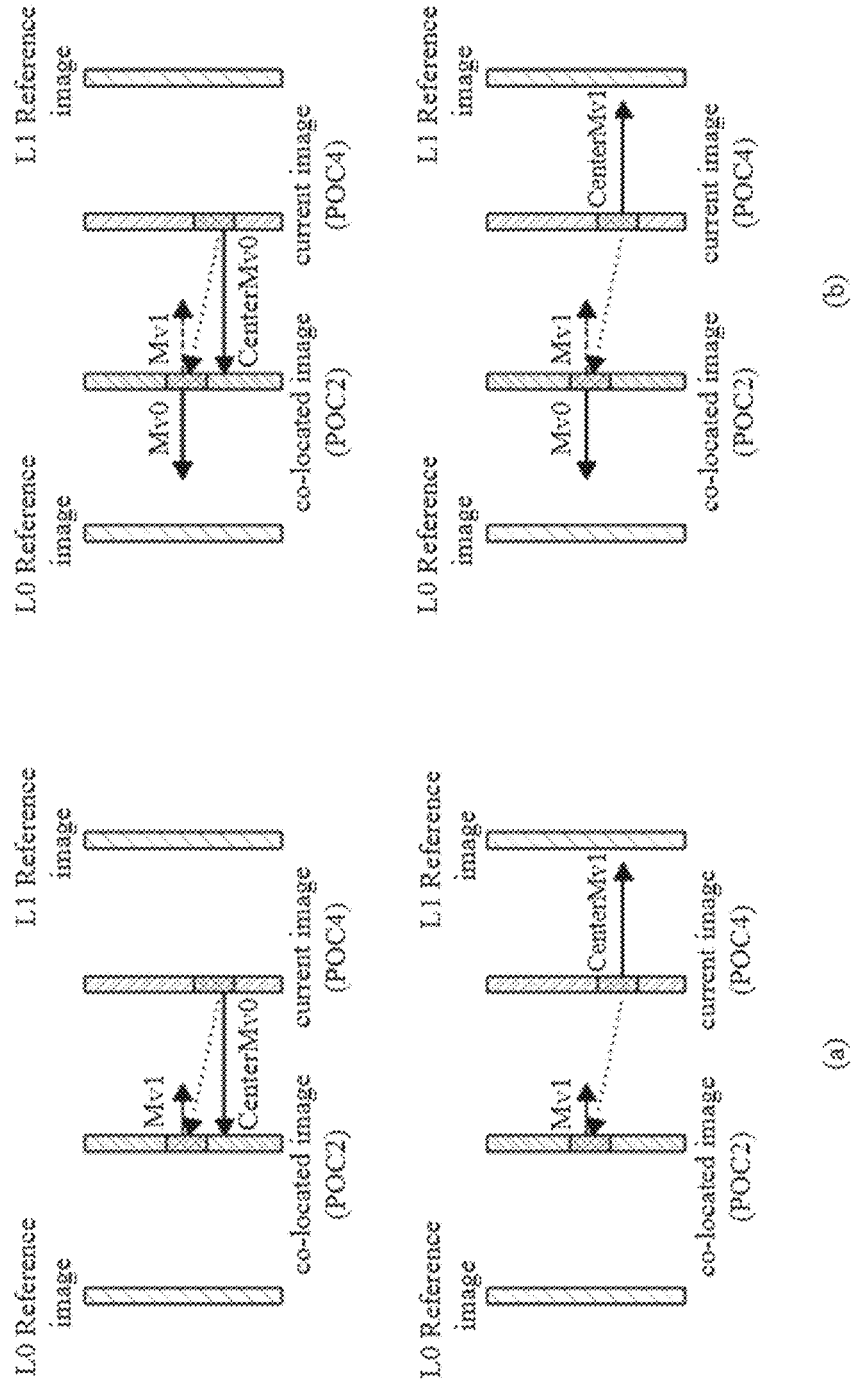 L0 Reference
image
L1 Reference
image
Mv1
CenterMv0
co-located image
(POC2)
current image
(POC4)
L0 Reference
image
L1 Reference
image
Mv1
CenterMv1
co-located image
(POC2)
current image
(POC4)
(a)
L0 Reference
image
L1 Reference
image
Mv0
Mv1
CenterMv0
co-located image
(POC2)
current image
(POC4)
L0 Reference
image
L1 Reference
image
Mv0
Mv1
CenterMv1
co-located image
(POC2)
current image
(POC4)
(b)